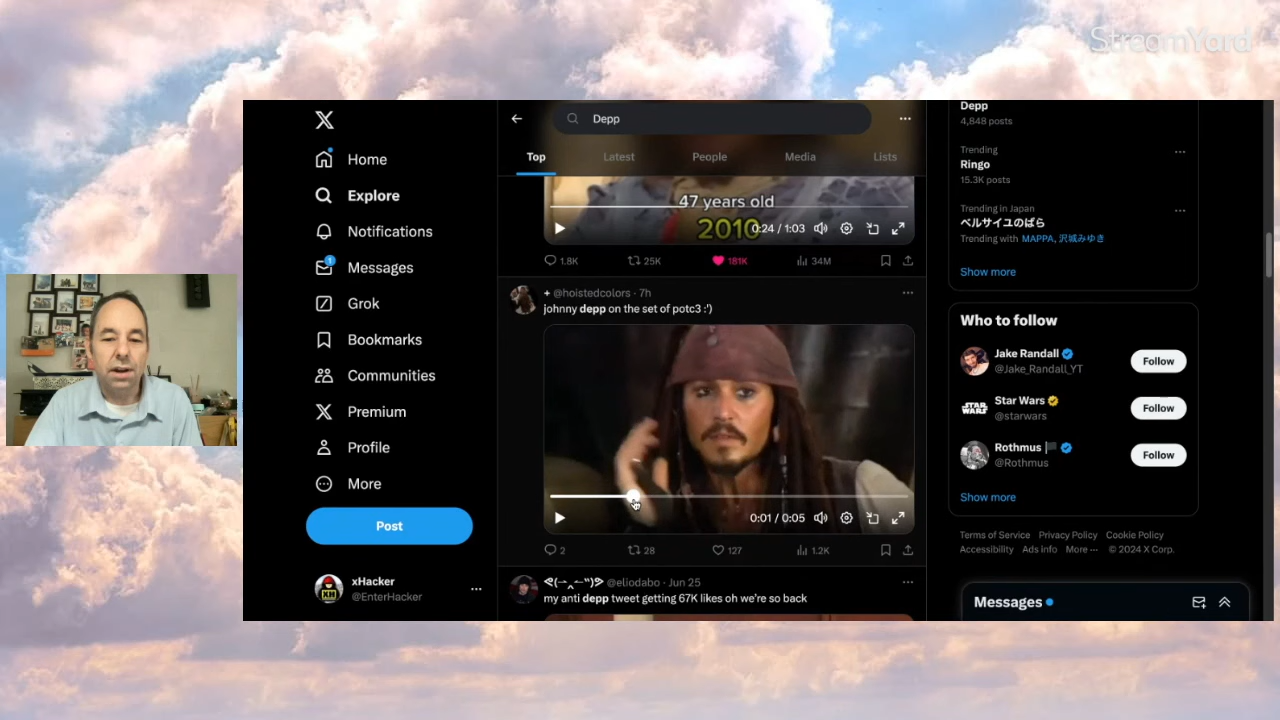 StreamYard
Home
Explore
Notifications
1
Messages
Grok
Bookmarks
Communities
Premium
Profile
More
Post
xHacker
@EnterHacker
Depp
Top
Latest
People
Media
Lists
47 years old
2010
0:24 / 1:03
1.8K
25K
181K
34M
+ @hoistedcolors · 7h
johnny depp on the set of potc3 :')
0:01 / 0:05
2
28
127
1.2K
@eliodabo · Jun 25
my anti depp tweet getting 67K likes oh we're so back
Depp
4,848 posts
Trending
Ringo
15.3K posts
Trending in Japan
ベルサイユのばら
Trending with MAPPA, 沢城みゆき
Show more
Who to follow
Jake Randall
@Jake_Randall_YT
Follow
STAR WARS
Star Wars
@starwars
Follow
Rothmus
@Rothmus
Follow
Show more
Terms of Service Privacy Policy Cookie Policy
Accessibility Ads info More ··· © 2024 X Corp.
Messages